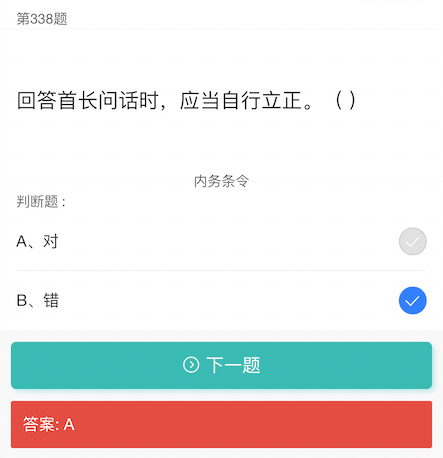 第338题
回答首长问话时，应当自行立正。（ ）
内务条令
判断题：
A、对
B、错
下一题
答案: A